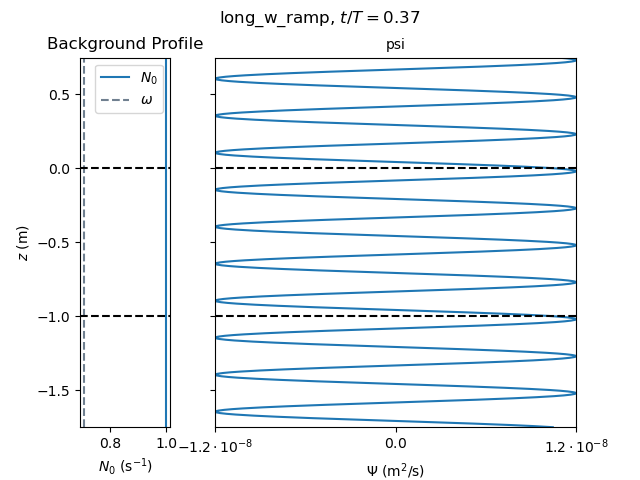 long_w_ramp, t/T = 0.37
Background Profile
psi
N₀
ω
0.5
0.0
−0.5
−1.0
−1.5
z (m)
0.8
1.0
−1.2·10⁻⁸
0.0
1.2·10⁻⁸
N₀ (s⁻¹)
Ψ (m²/s)